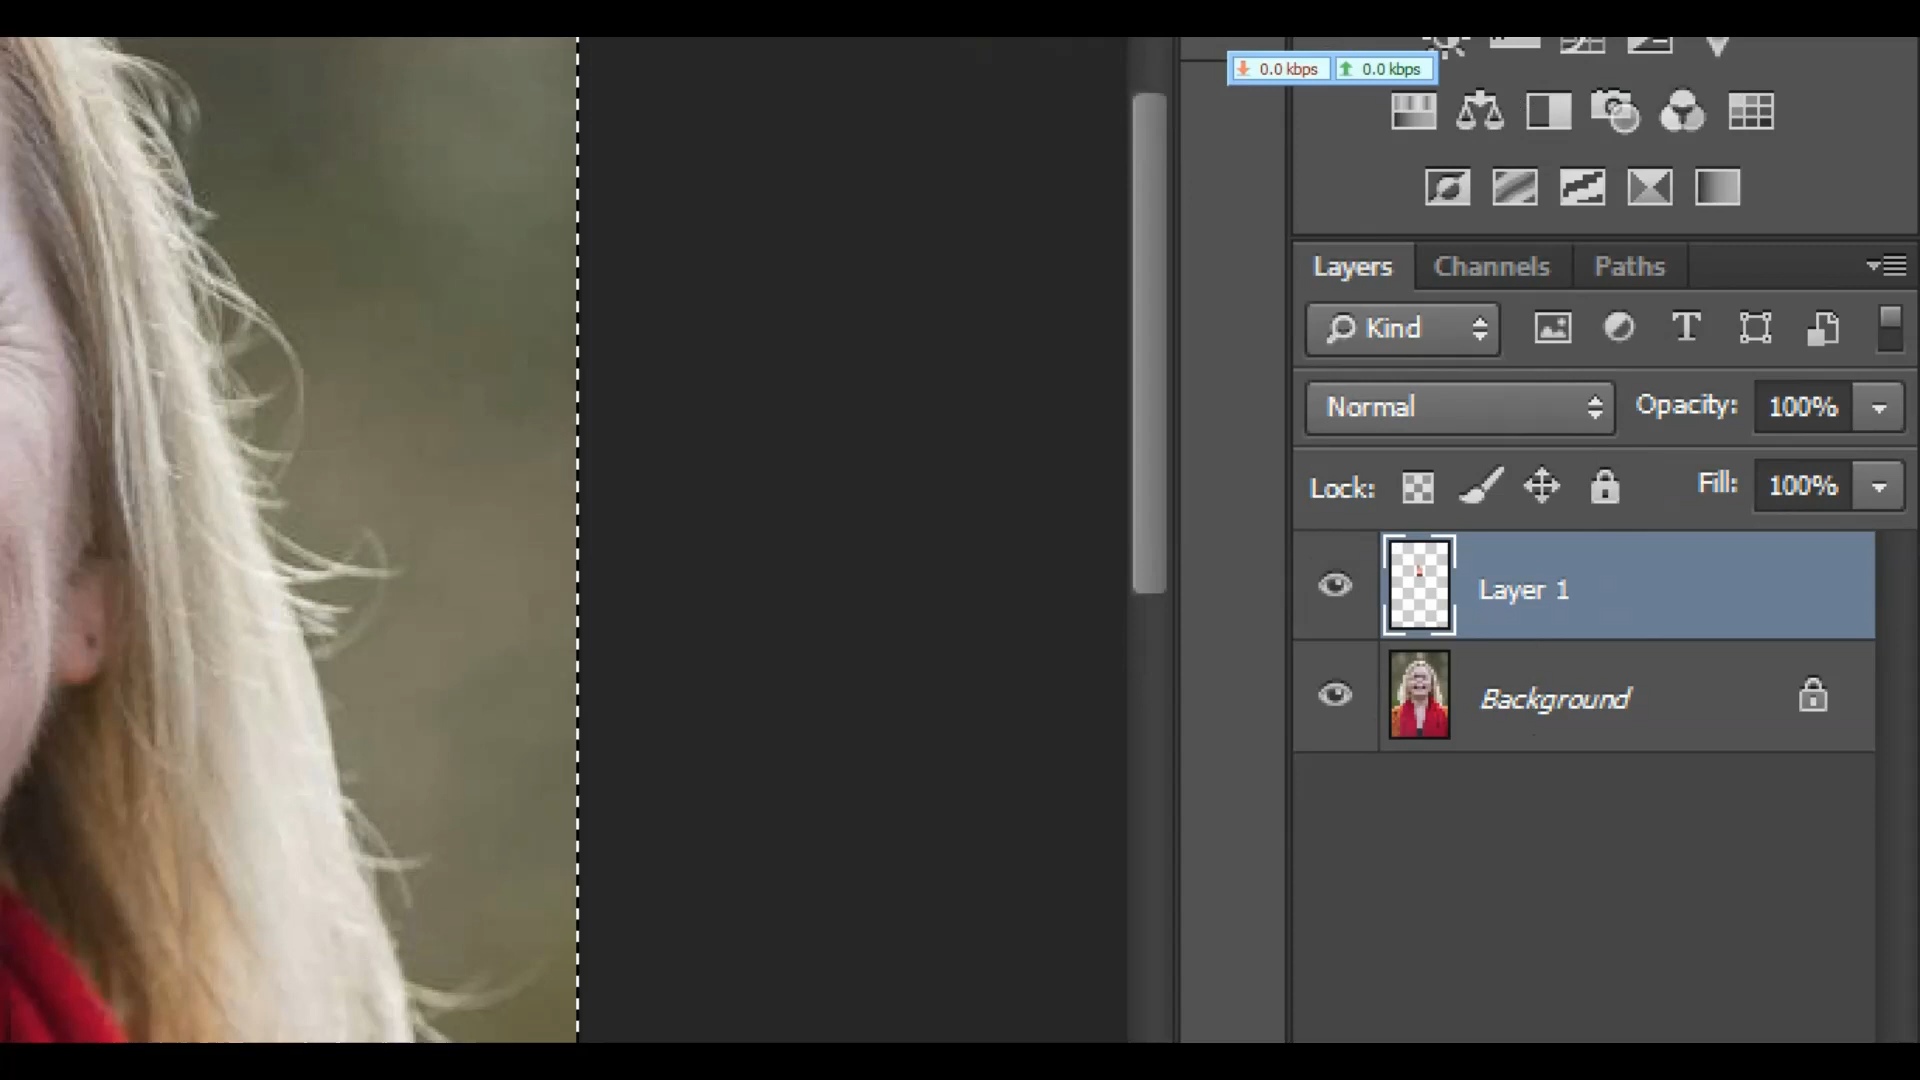 0.0 kbps 0.0 kbps
Layers Channels Paths
Kind
Normal Opacity: 100%
Lock: Fill: 100%
Layer 1
Background